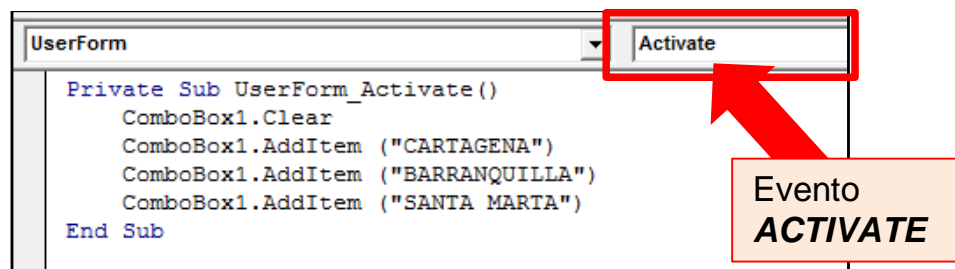 UserForm
Activate
Private Sub UserForm_Activate()
ComboBox1.Clear
ComboBox1.AddItem ("CARTAGENA")
ComboBox1.AddItem ("BARRANQUILLA")
ComboBox1.AddItem ("SANTA MARTA")
End Sub
Evento
ACTIVATE